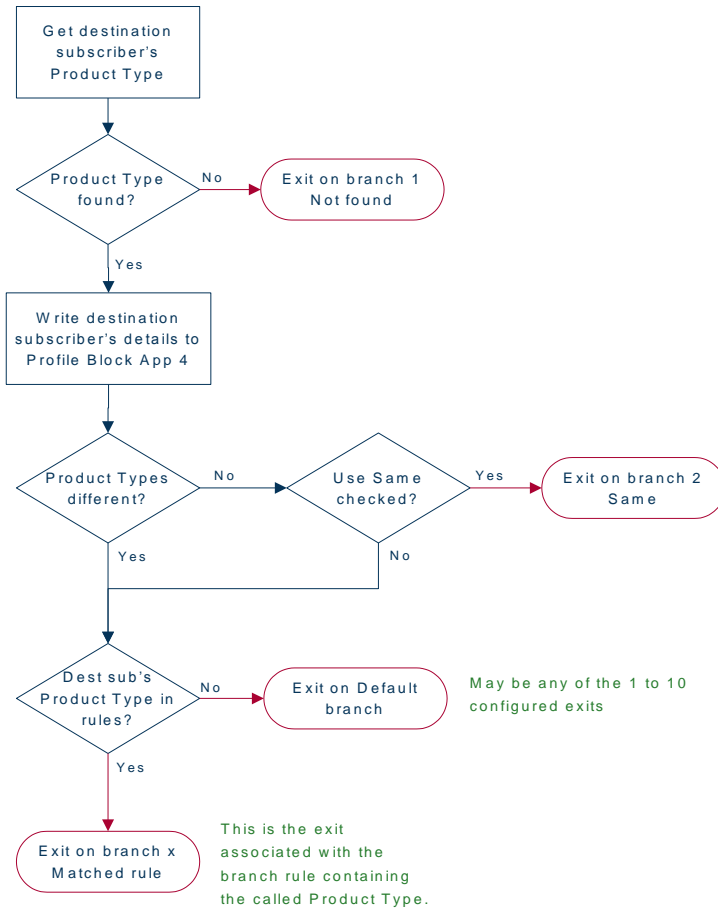 Get destination
subscriber's
Product Type
Product Type
found?
No
Exit on branch 1
Not found
Yes
Write destination
subscriber's details to
Profile Block App 4
Product Types
different?
No
Use Same
checked?
Yes
Exit on branch 2
Same
Yes
No
Dest sub's
Product Type in
rules?
No
Exit on Default
branch
May be any of the 1 to 10
configured exits
Yes
Exit on branch x
Matched rule
This is the exit
associated with the
branch rule containing
the called Product Type.